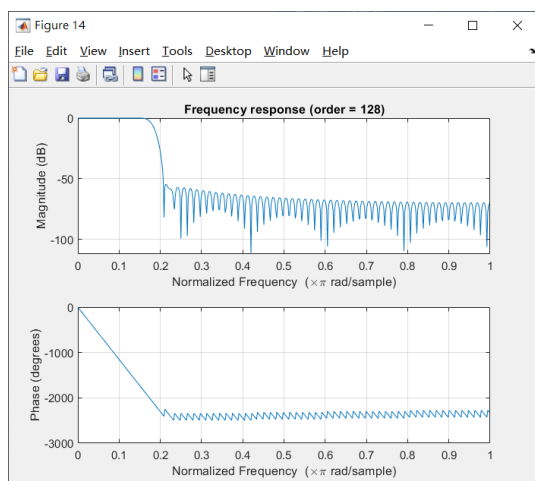 Figure 14
File Edit View Insert Tools Desktop Window Help
Frequency response (order = 128)
Magnitude (dB)
0
-50
-100
0 0.1 0.2 0.3 0.4 0.5 0.6 0.7 0.8 0.9 1
Normalized Frequency (×π rad/sample)
Phase (degrees)
0
-1000
-2000
-3000
0 0.1 0.2 0.3 0.4 0.5 0.6 0.7 0.8 0.9 1
Normalized Frequency (×π rad/sample)